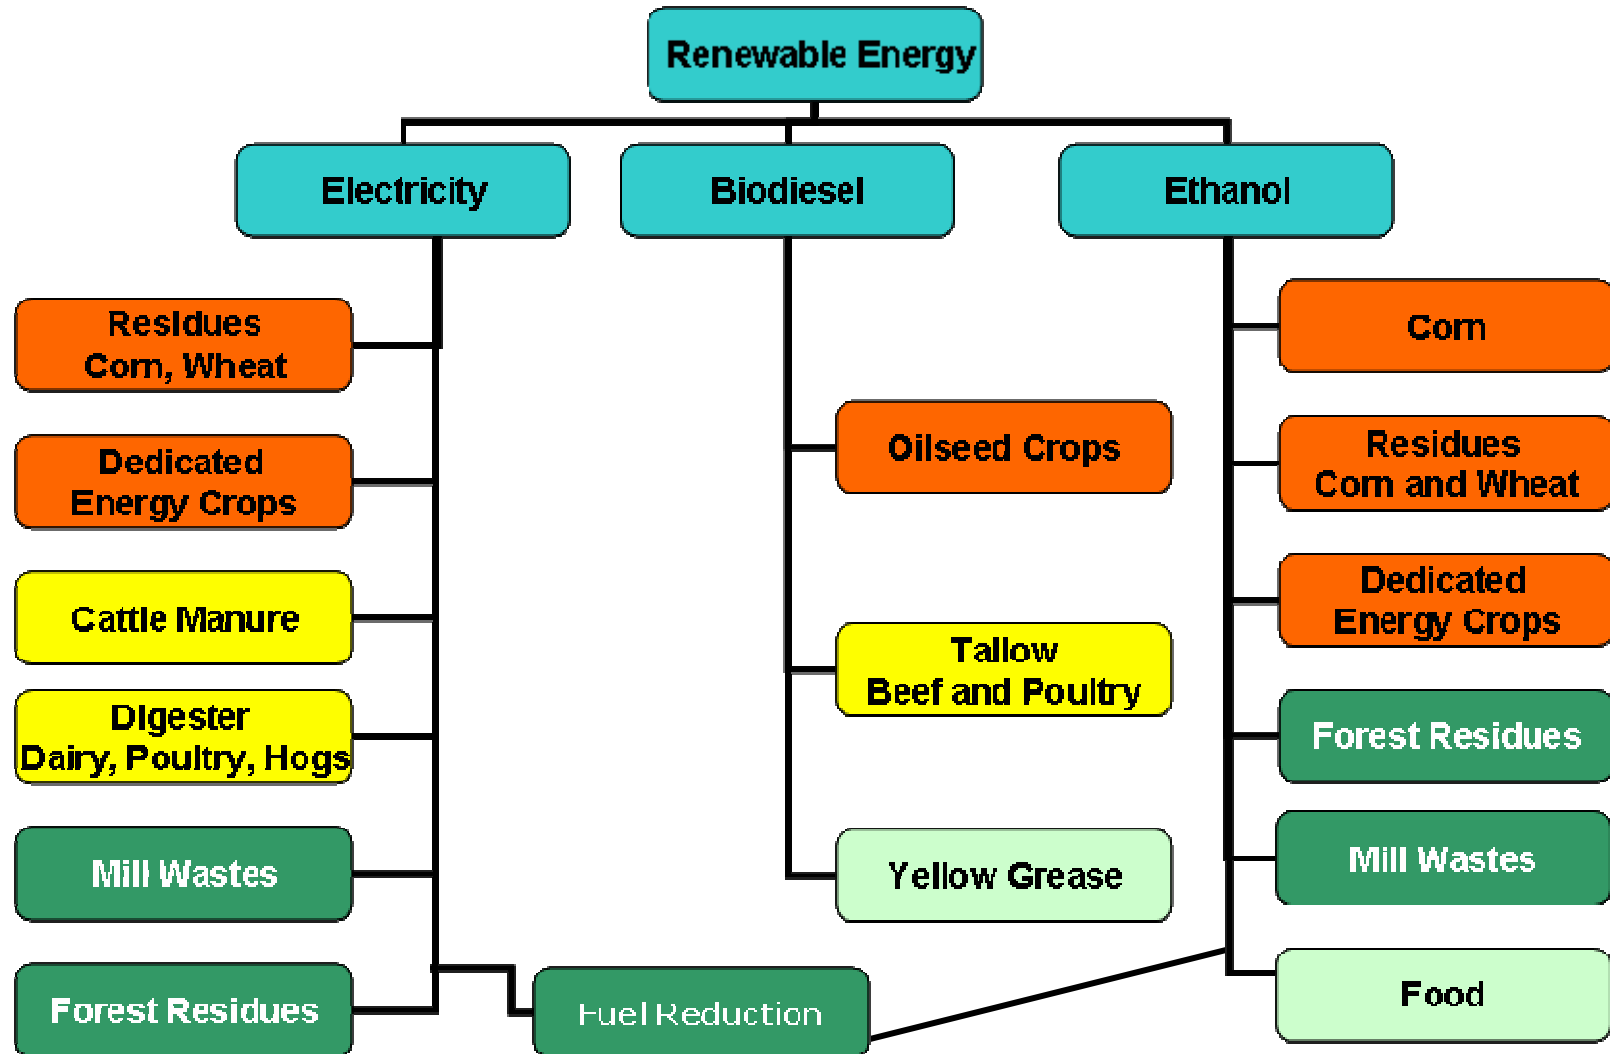 Renewable Energy
Electricity
Biodiesel
Ethanol
Residues
Corn, Wheat
Dedicated
Energy Crops
Cattle Manure
Digester
Dairy, Poultry, Hogs
Mill Wastes
Forest Residues
Fuel Reduction
Oilseed Crops
Tallow
Beef and Poultry
Yellow Grease
Corn
Residues
Corn and Wheat
Dedicated
Energy Crops
Forest Residues
Mill Wastes
Food